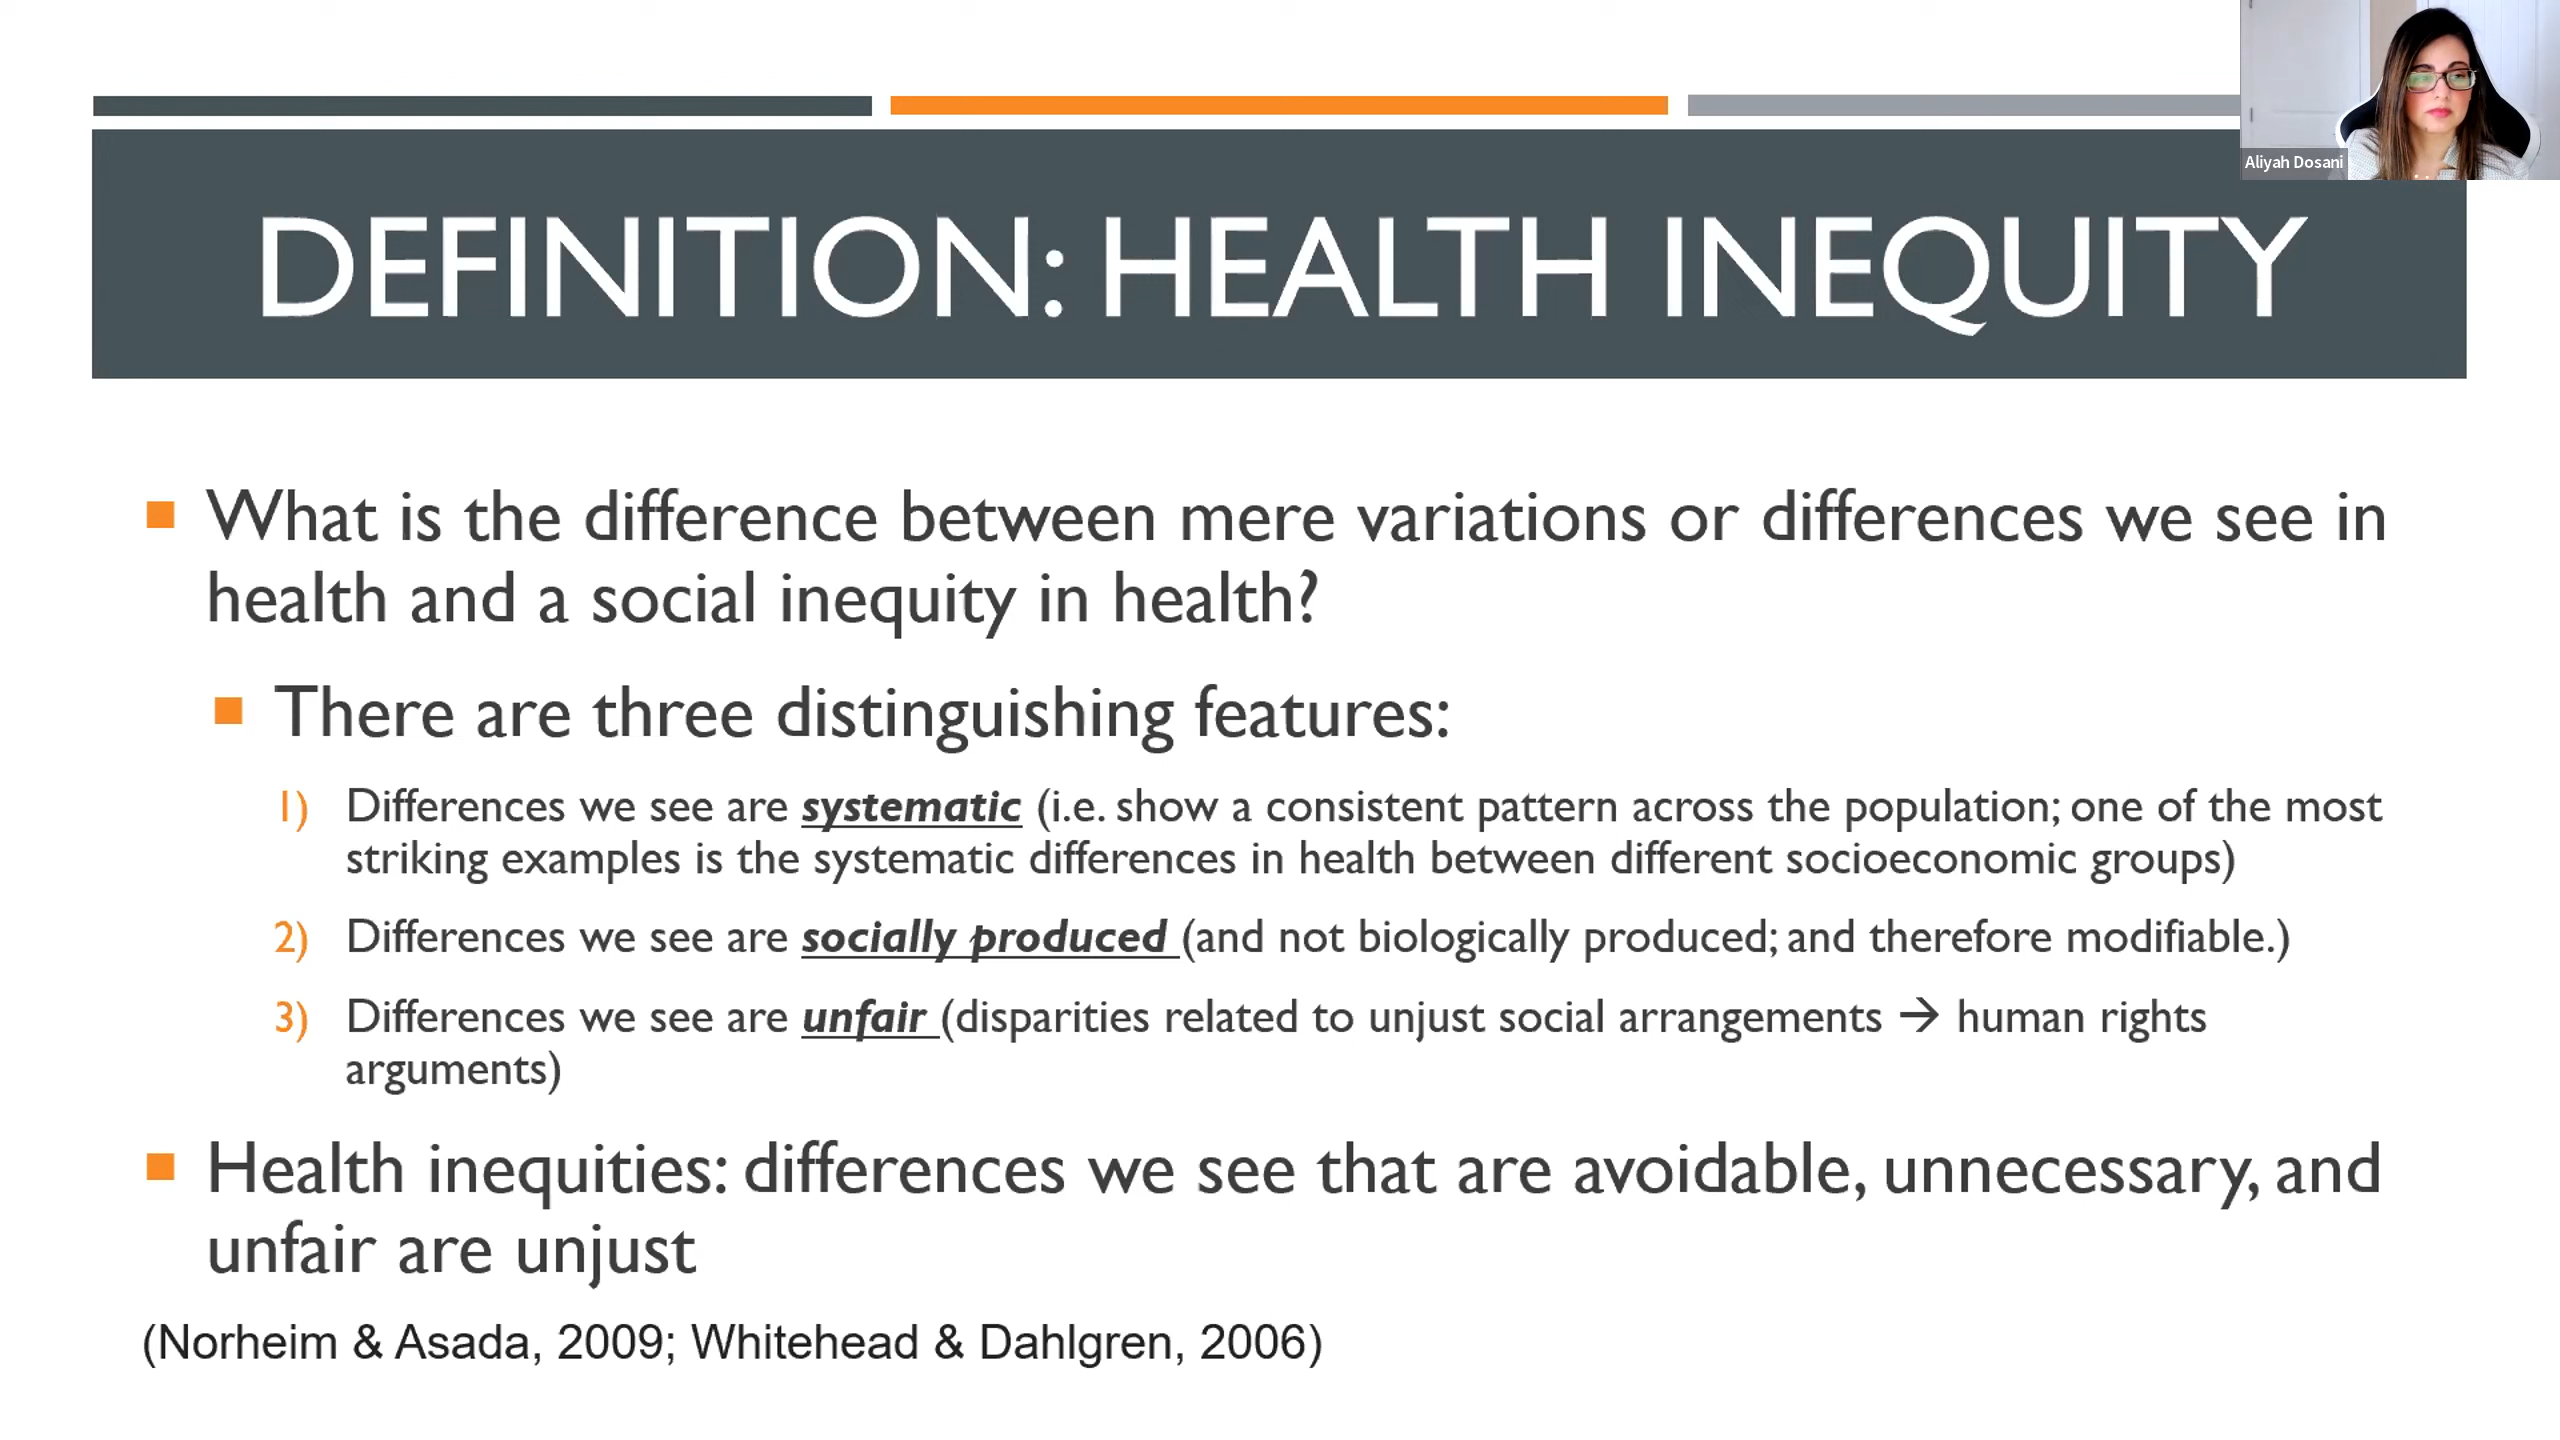 Aliyah Dosani
DEFINITION: HEALTH INEQUITY
What is the difference between mere variations or differences we see in
health and a social inequity in health?
There are three distinguishing features:
1) Differences we see are systematic (i.e. show a consistent pattern across the population; one of the most
striking examples is the systematic differences in health between different socioeconomic groups)
2) Differences we see are socially produced (and not biologically produced; and therefore modifiable.)
3) Differences we see are unfair (disparities related to unjust social arrangements → human rights
arguments)
Health inequities: differences we see that are avoidable, unnecessary, and
unfair are unjust
(Norheim & Asada, 2009; Whitehead & Dahlgren, 2006)